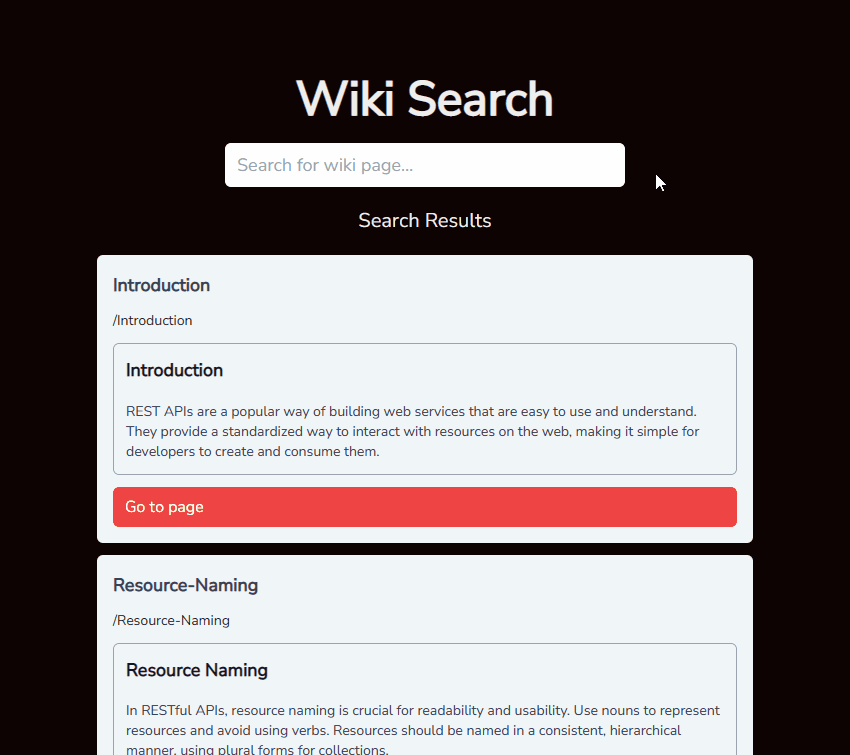 Wiki Search
Search for wiki page...
Search Results
Introduction
/Introduction
Introduction
REST APIs are a popular way of building web services that are easy to use and understand.
They provide a standardized way to interact with resources on the web, making it simple for
developers to create and consume them.
Go to page
Resource-Naming
/Resource-Naming
Resource Naming
In RESTful APIs, resource naming is crucial for readability and usability. Use nouns to represent
resources and avoid using verbs. Resources should be named in a consistent, hierarchical
manner, using plural forms for collections.